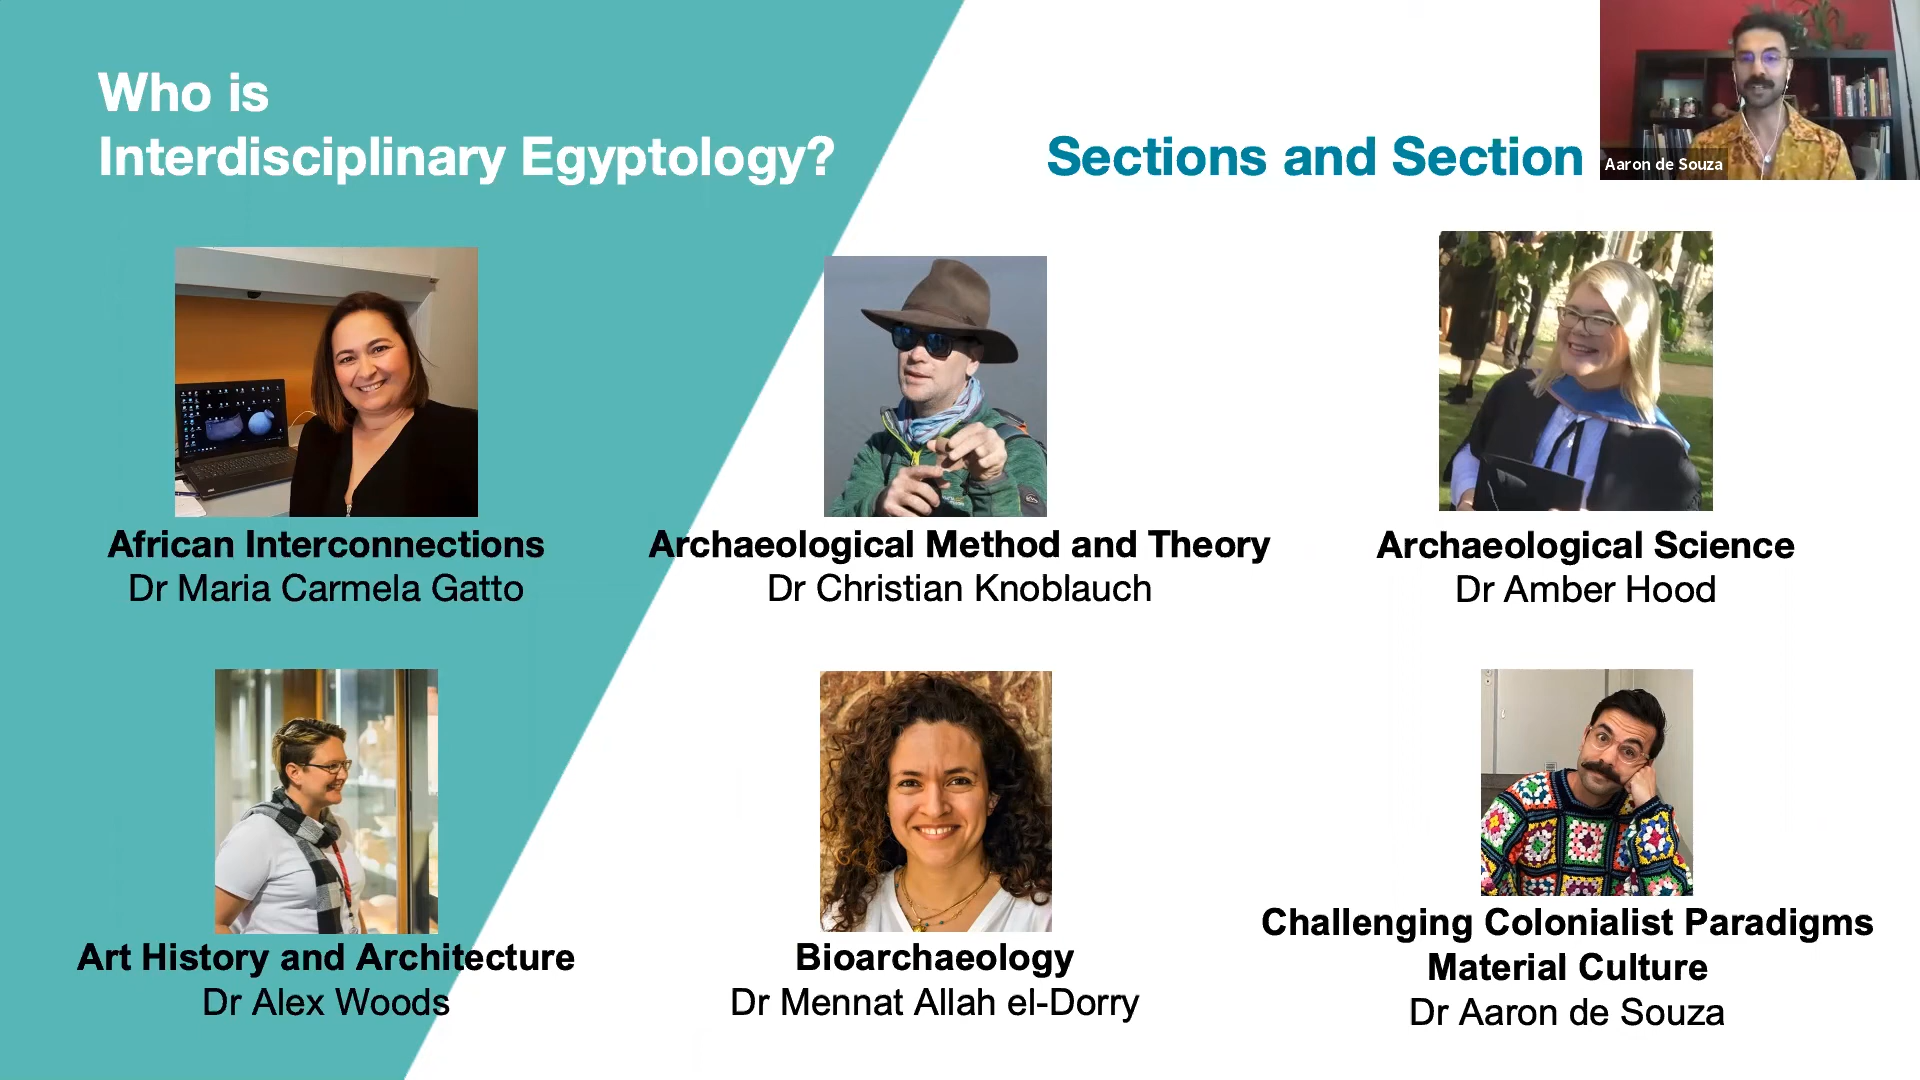 Who is
Interdisciplinary Egyptology?
Sections and Section
Aaron de Souza
African Interconnections
Dr Maria Carmela Gatto
Archaeological Method and Theory
Dr Christian Knoblauch
Archaeological Science
Dr Amber Hood
Art History and Architecture
Dr Alex Woods
Bioarchaeology
Dr Mennat Allah el-Dorry
Challenging Colonialist Paradigms
Material Culture
Dr Aaron de Souza